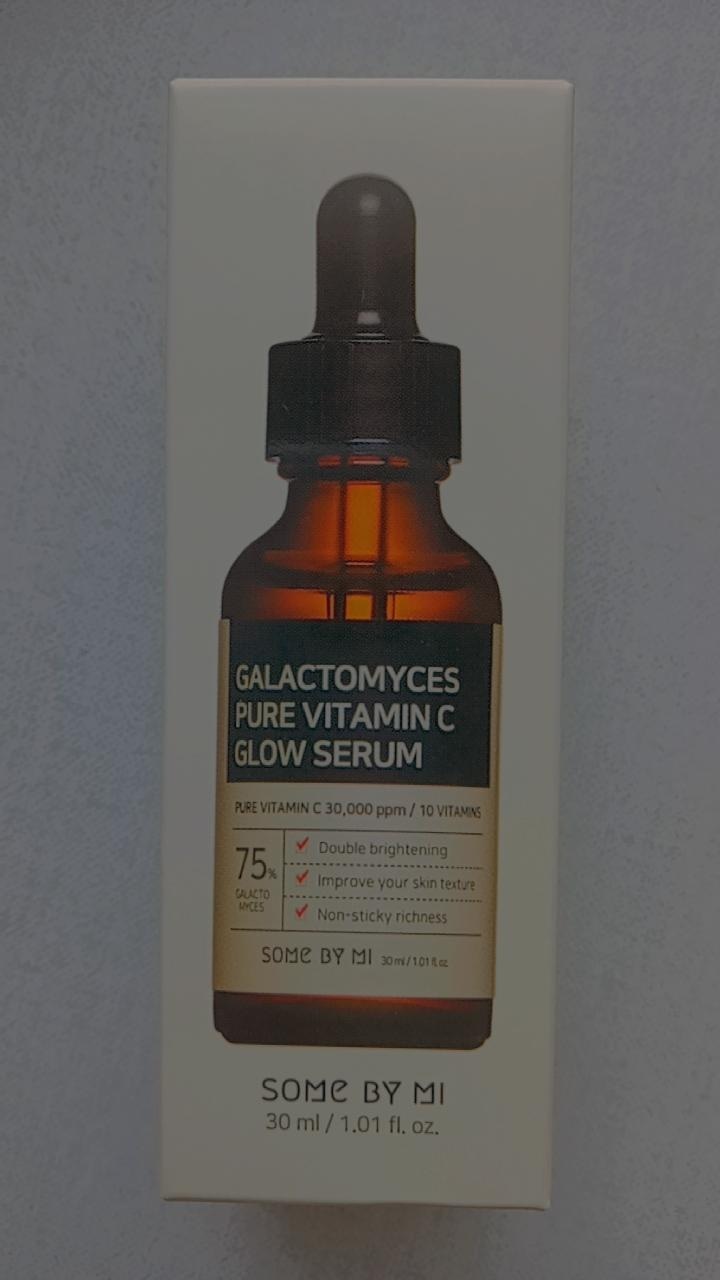 GALACTOMYCES
PURE VITAMIN C
GLOW SERUM
PURE VITAMIN C 30,000 ppm / 10 VITAMINS
75%
GALACTO
MYCES
Double brightening
Improve your skin texture
Non-sticky richness
SOME BY MI 30 ml / 1.01 fl. oz.
SOME BY MI
30 ml / 1.01 fl. oz.